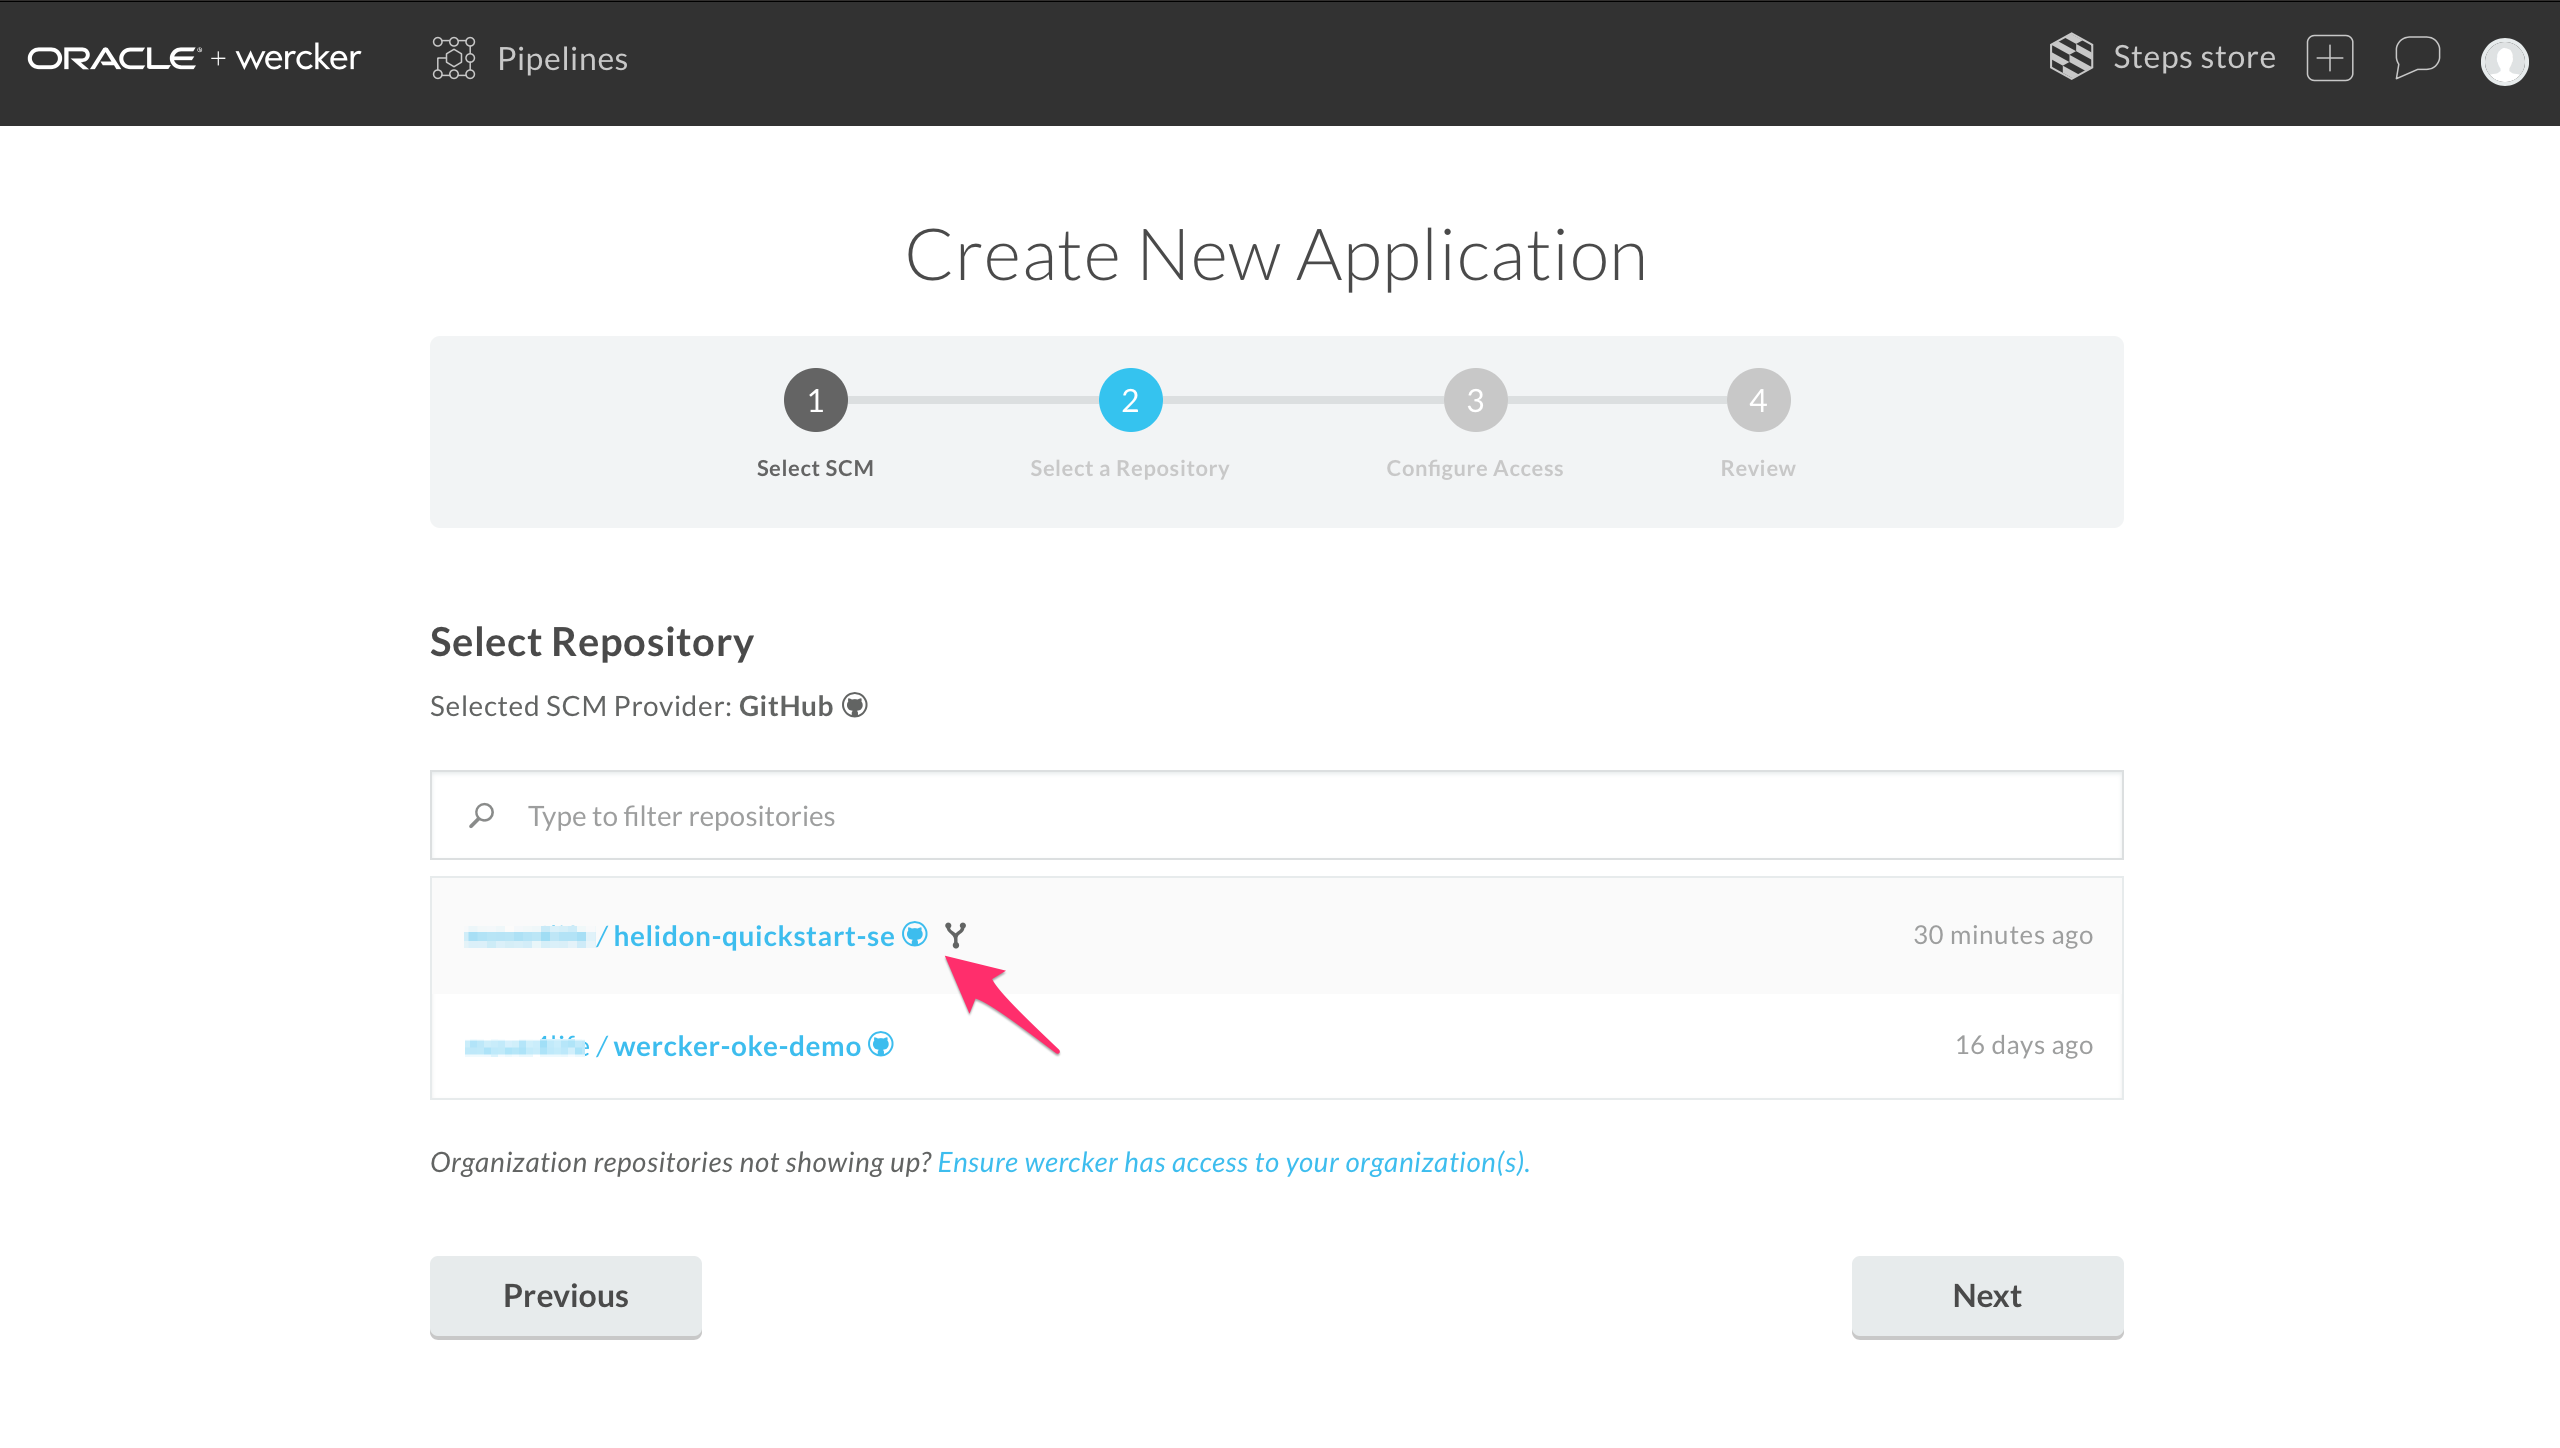 ORACLE + wercker Pipelines Steps store
Create New Application
1 2 3 4
Select SCM Select a Repository Configure Access Review
Select Repository
Selected SCM Provider: GitHub
Type to filter repositories
/ helidon-quickstart-se 30 minutes ago
/ wercker-oke-demo 16 days ago
Organization repositories not showing up? Ensure wercker has access to your organization(s).
Previous Next